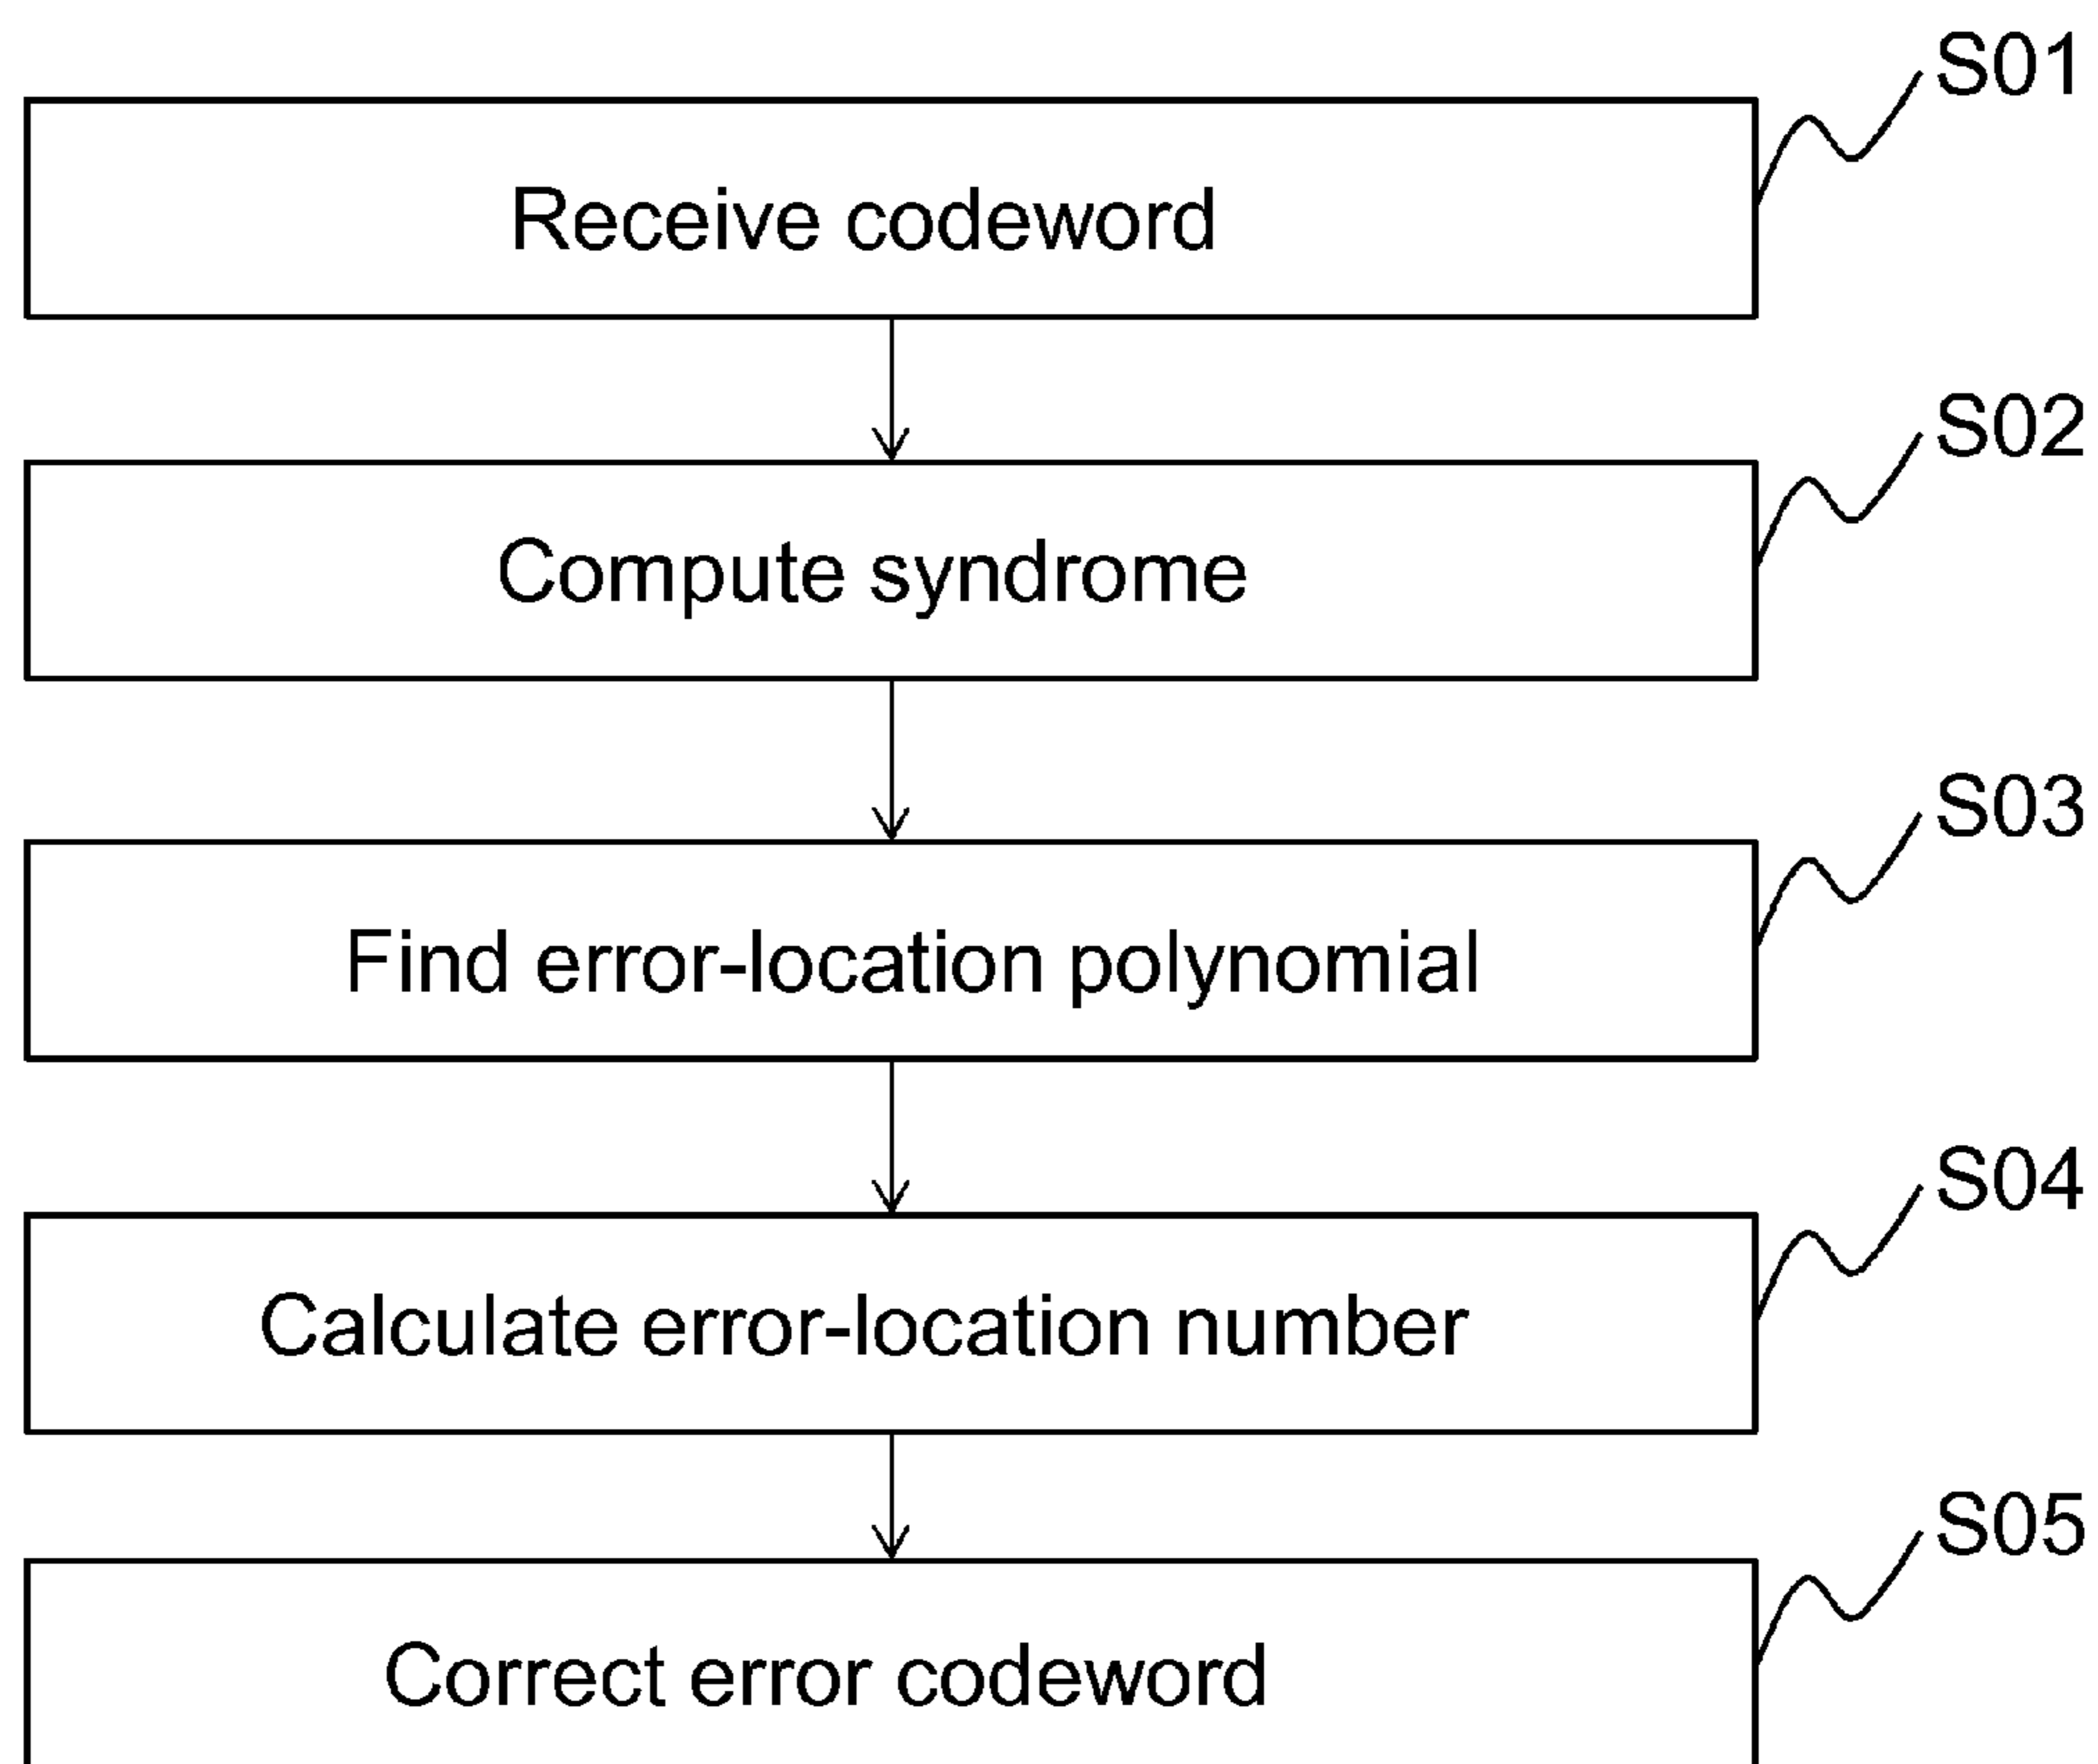 S01
Receive codeword
S02
Compute syndrome
S03
Find error-location polynomial
S04
Calculate error-location number
S05
Correct error codeword